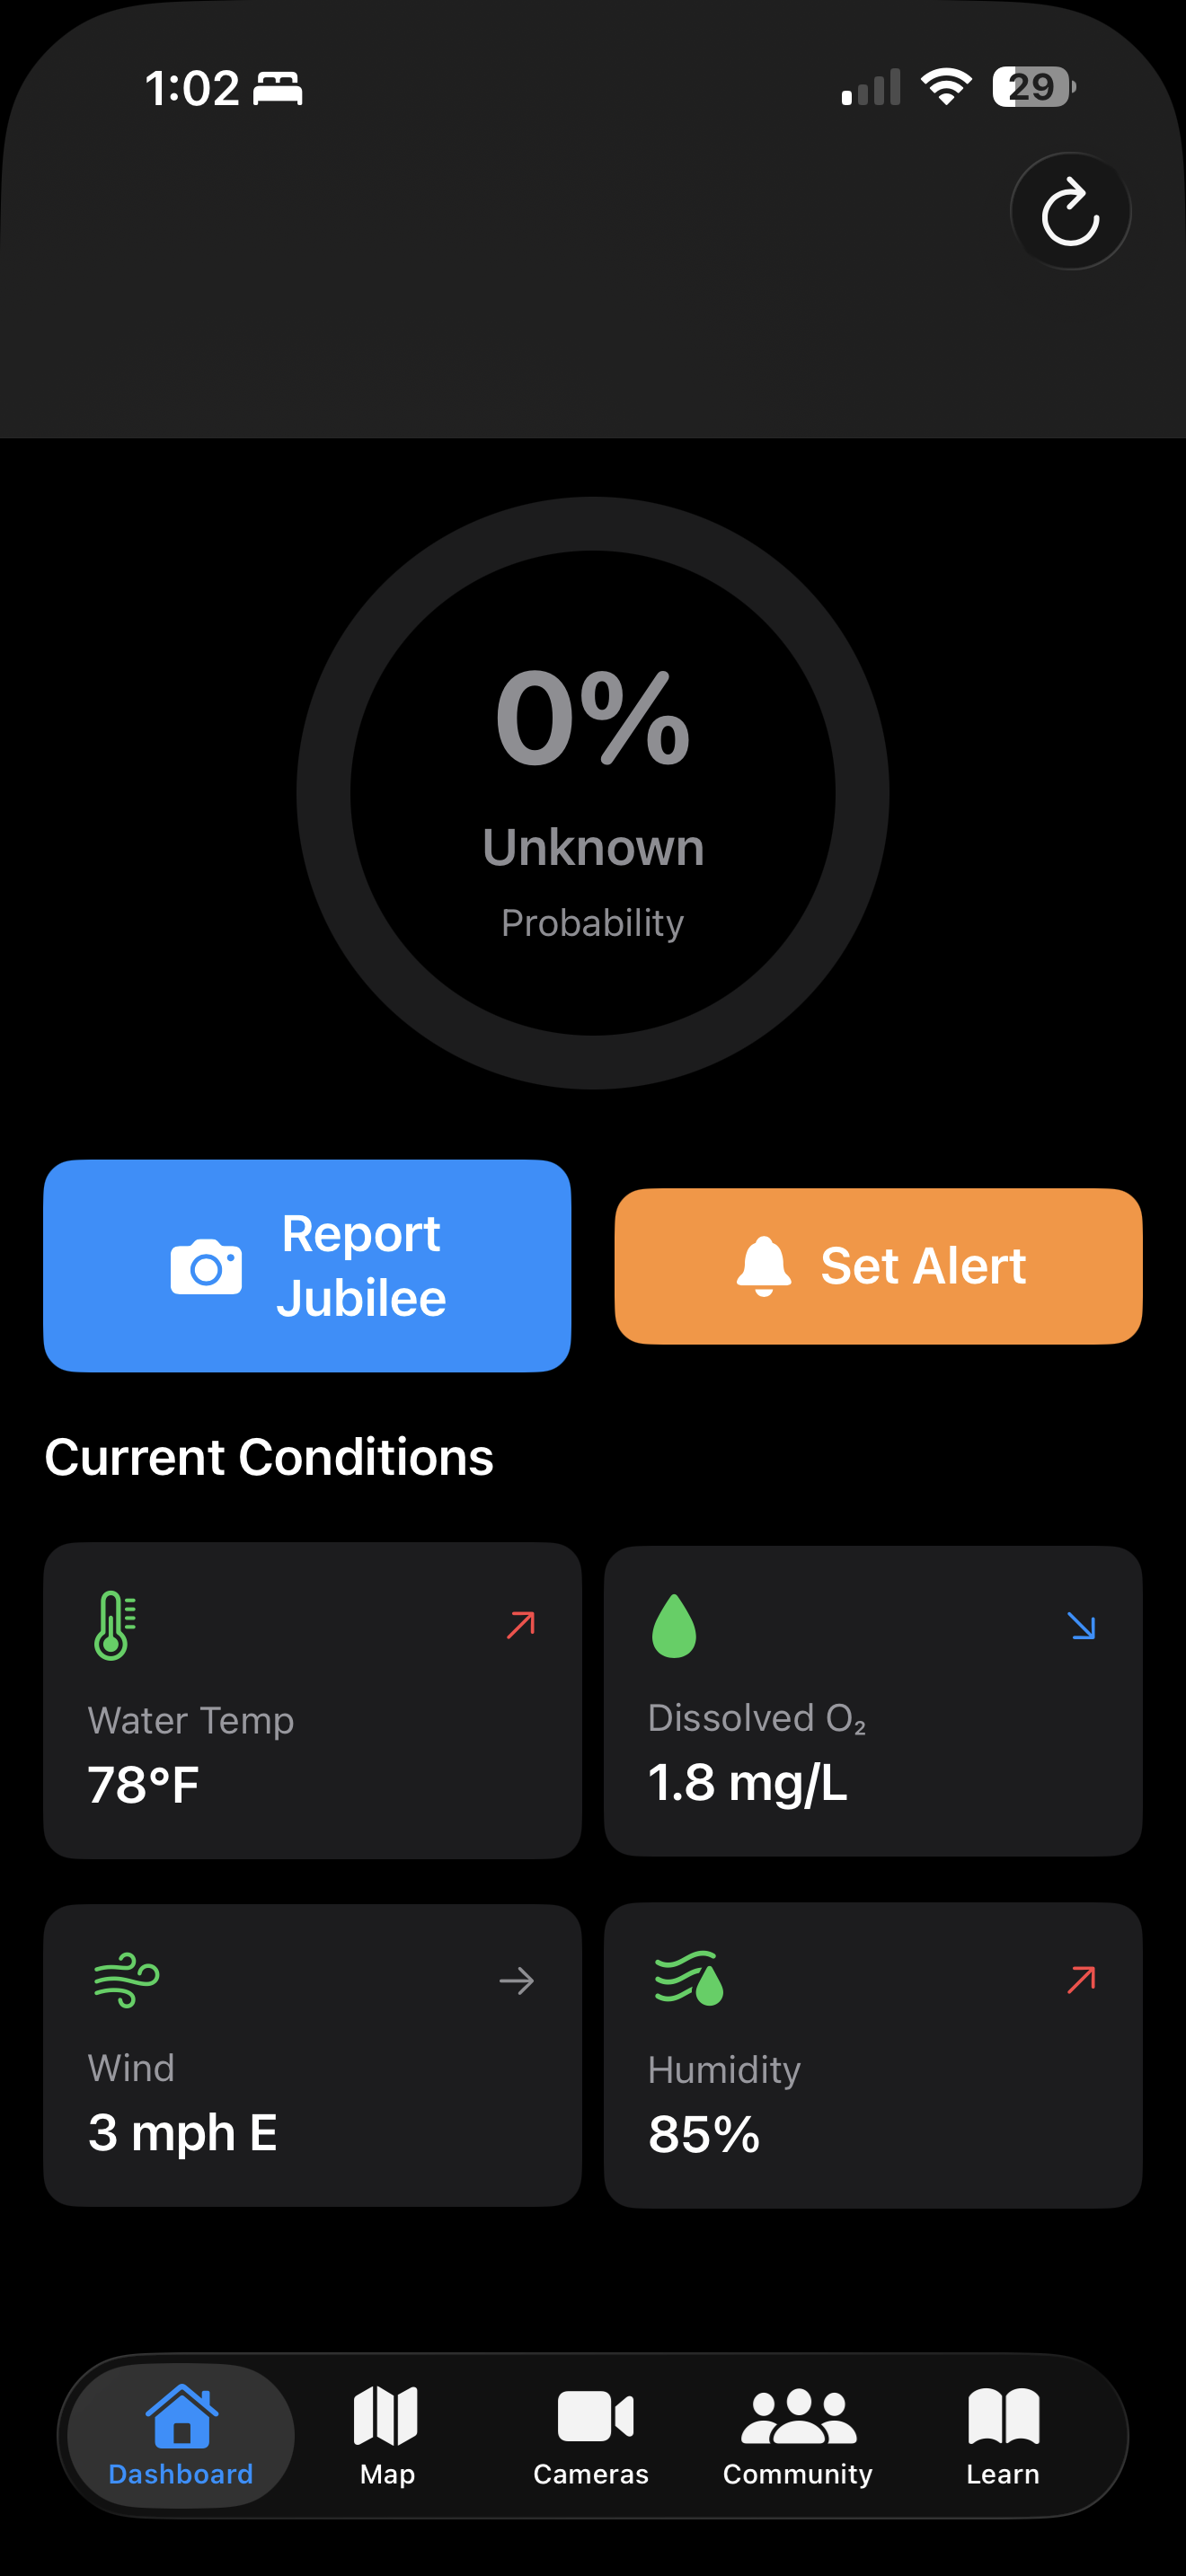 1:02
29
0%
Unknown
Probability
Report
Jubilee
Set Alert
Current Conditions
Water Temp
78°F
Dissolved O₂
1.8 mg/L
Wind
3 mph E
Humidity
85%
Dashboard
Map
Cameras
Community
Learn